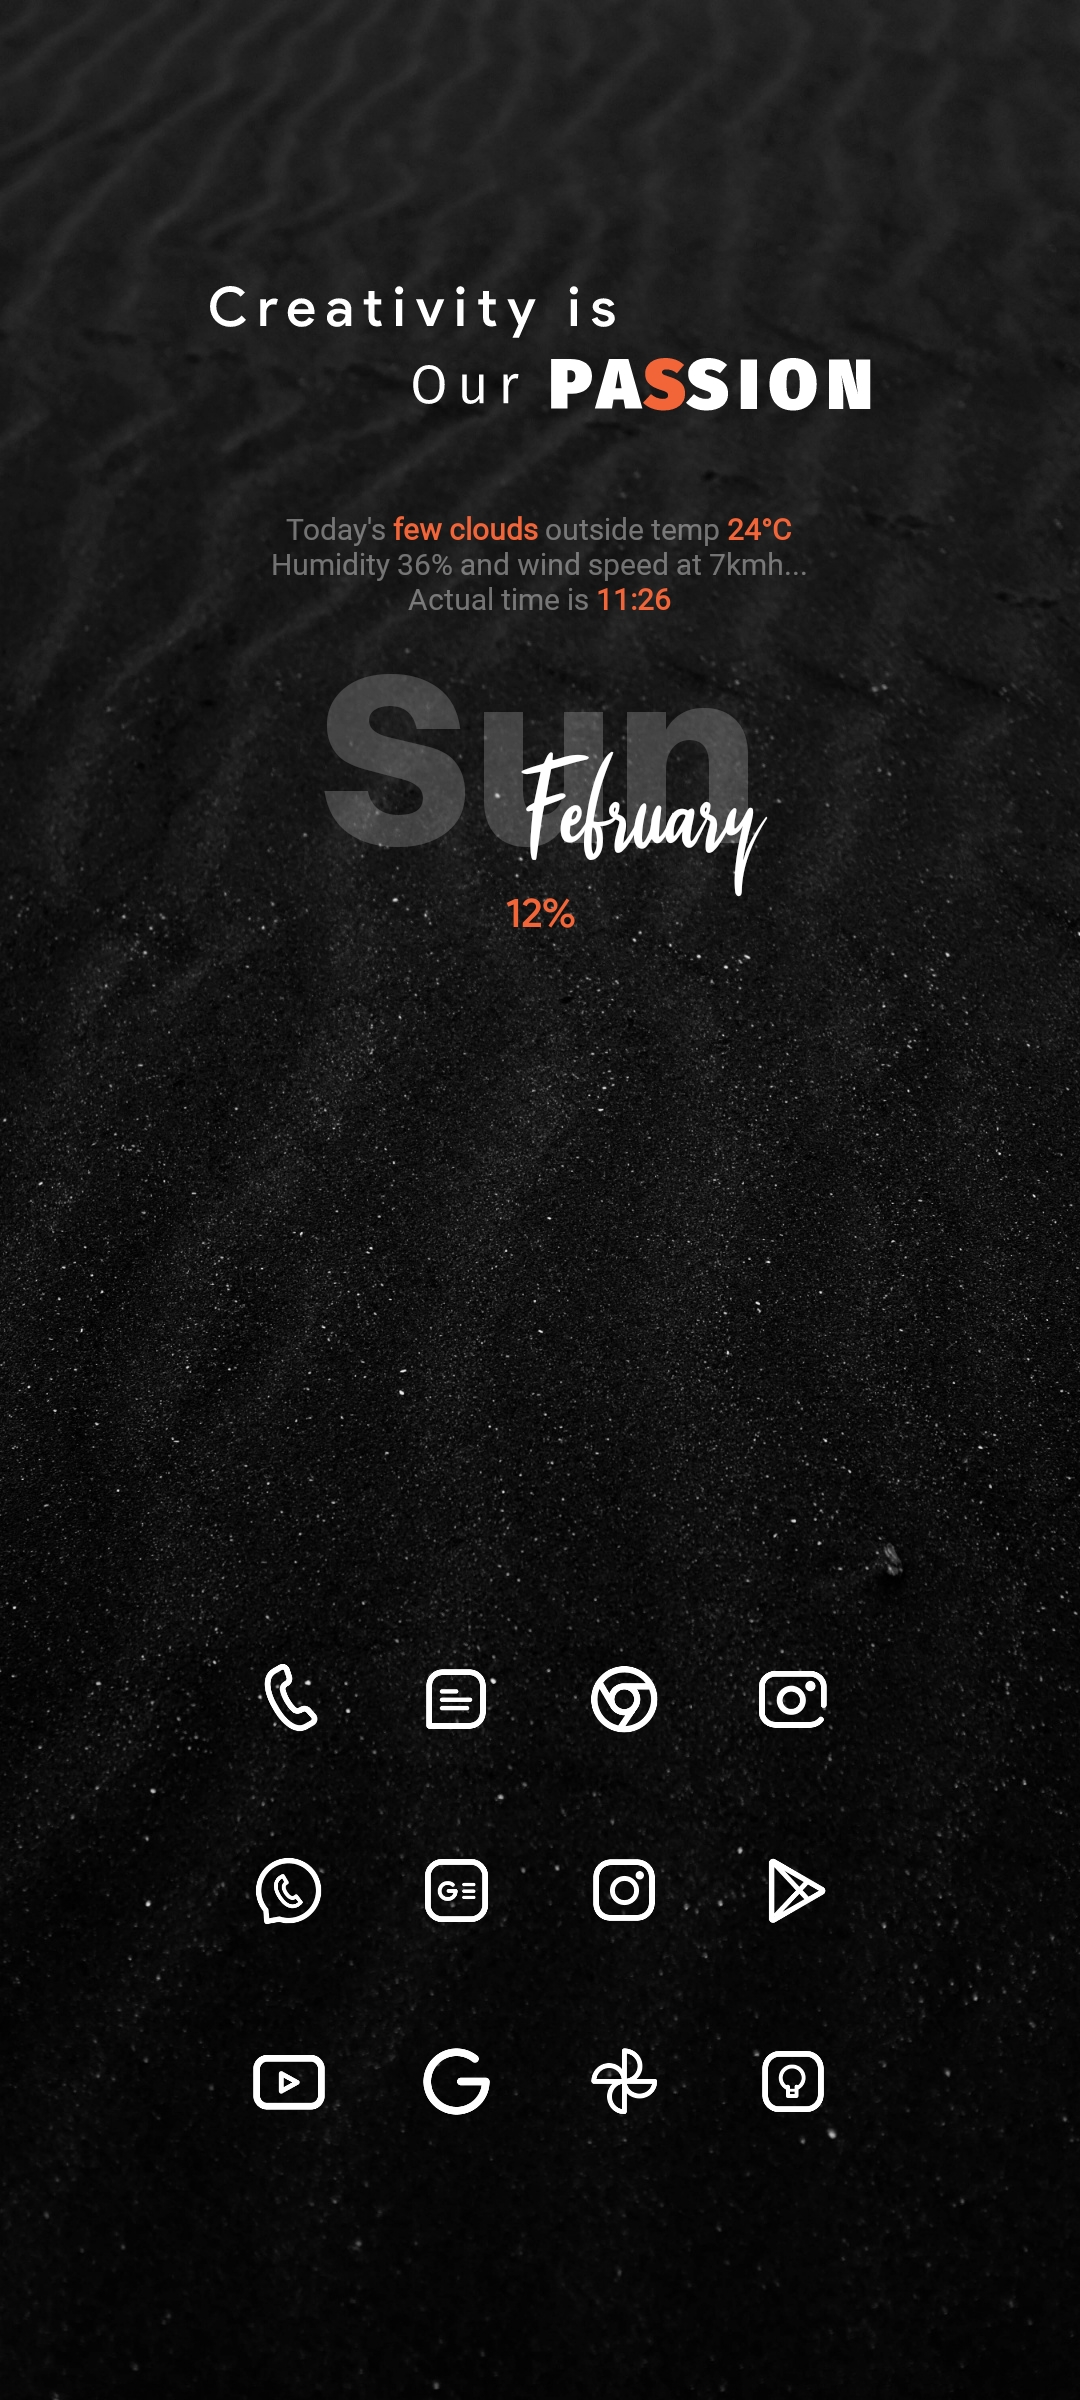 Creativity is
Our PASSION
Today's few clouds outside temp 24°C
Humidity 36% and wind speed at 7kmh...
Actual time is 11:26
Sun
February
12%
GE
G